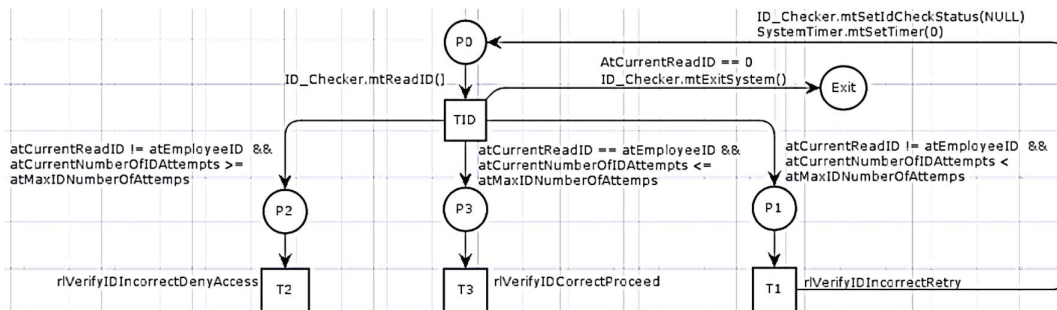 ID_Checker.mtSetIdCheckStatus(NULL)
SystemTimer.mtSetTimer(0)
P0
AtCurrentReadID == 0
ID_Checker.mtReadID()
ID_Checker.mtExitSystem()
Exit
TID
atCurrentReadID != atEmployeeID &&
atCurrentNumberOfIDAttempts >=
atMaxIDNumberOfAttemps
atCurrentReadID == atEmployeeID &&
atCurrentNumberOfIDAttempts <=
atMaxIDNumberOfAttemps
atCurrentReadID != atEmployeeID &&
atCurrentNumberOfIDAttempts <
atMaxIDNumberOfAttemps
P2
P3
P1
rlVerifyIDIncorrectDenyAccess
T2
T3
rlVerifyIDCorrectProceed
T1
rlVerifyIDIncorrectRetry